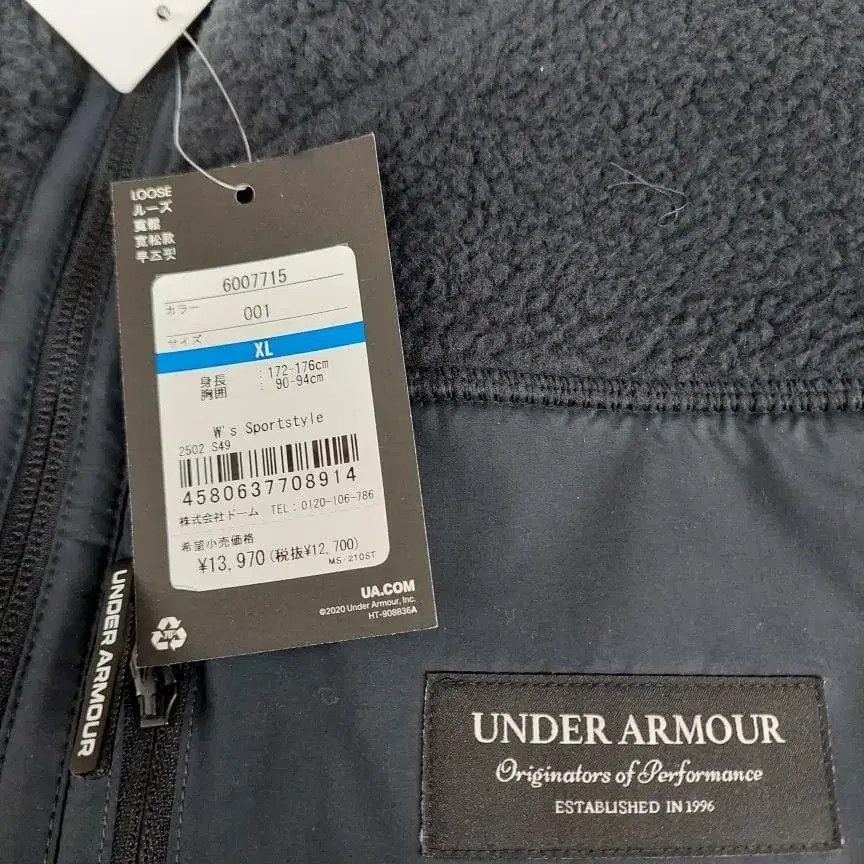 LOOSE
ルーズ
寬鬆
宽松款
루즈핏
6007715
カラー
001
サイズ
XL
身長 : 172-176cm
胸囲 : 90-94cm
W's Sportstyle
2502 S49
4580637708914
株式会社ドーム TEL:0120-106-786
希望小売価格
¥13,970(税抜¥12,700)
MS-210ST
UA.COM
©2020 Under Armour, Inc.
HT-908836A
UNDER ARMOUR
UNDER ARMOUR
Originators of Performance
ESTABLISHED IN 1996